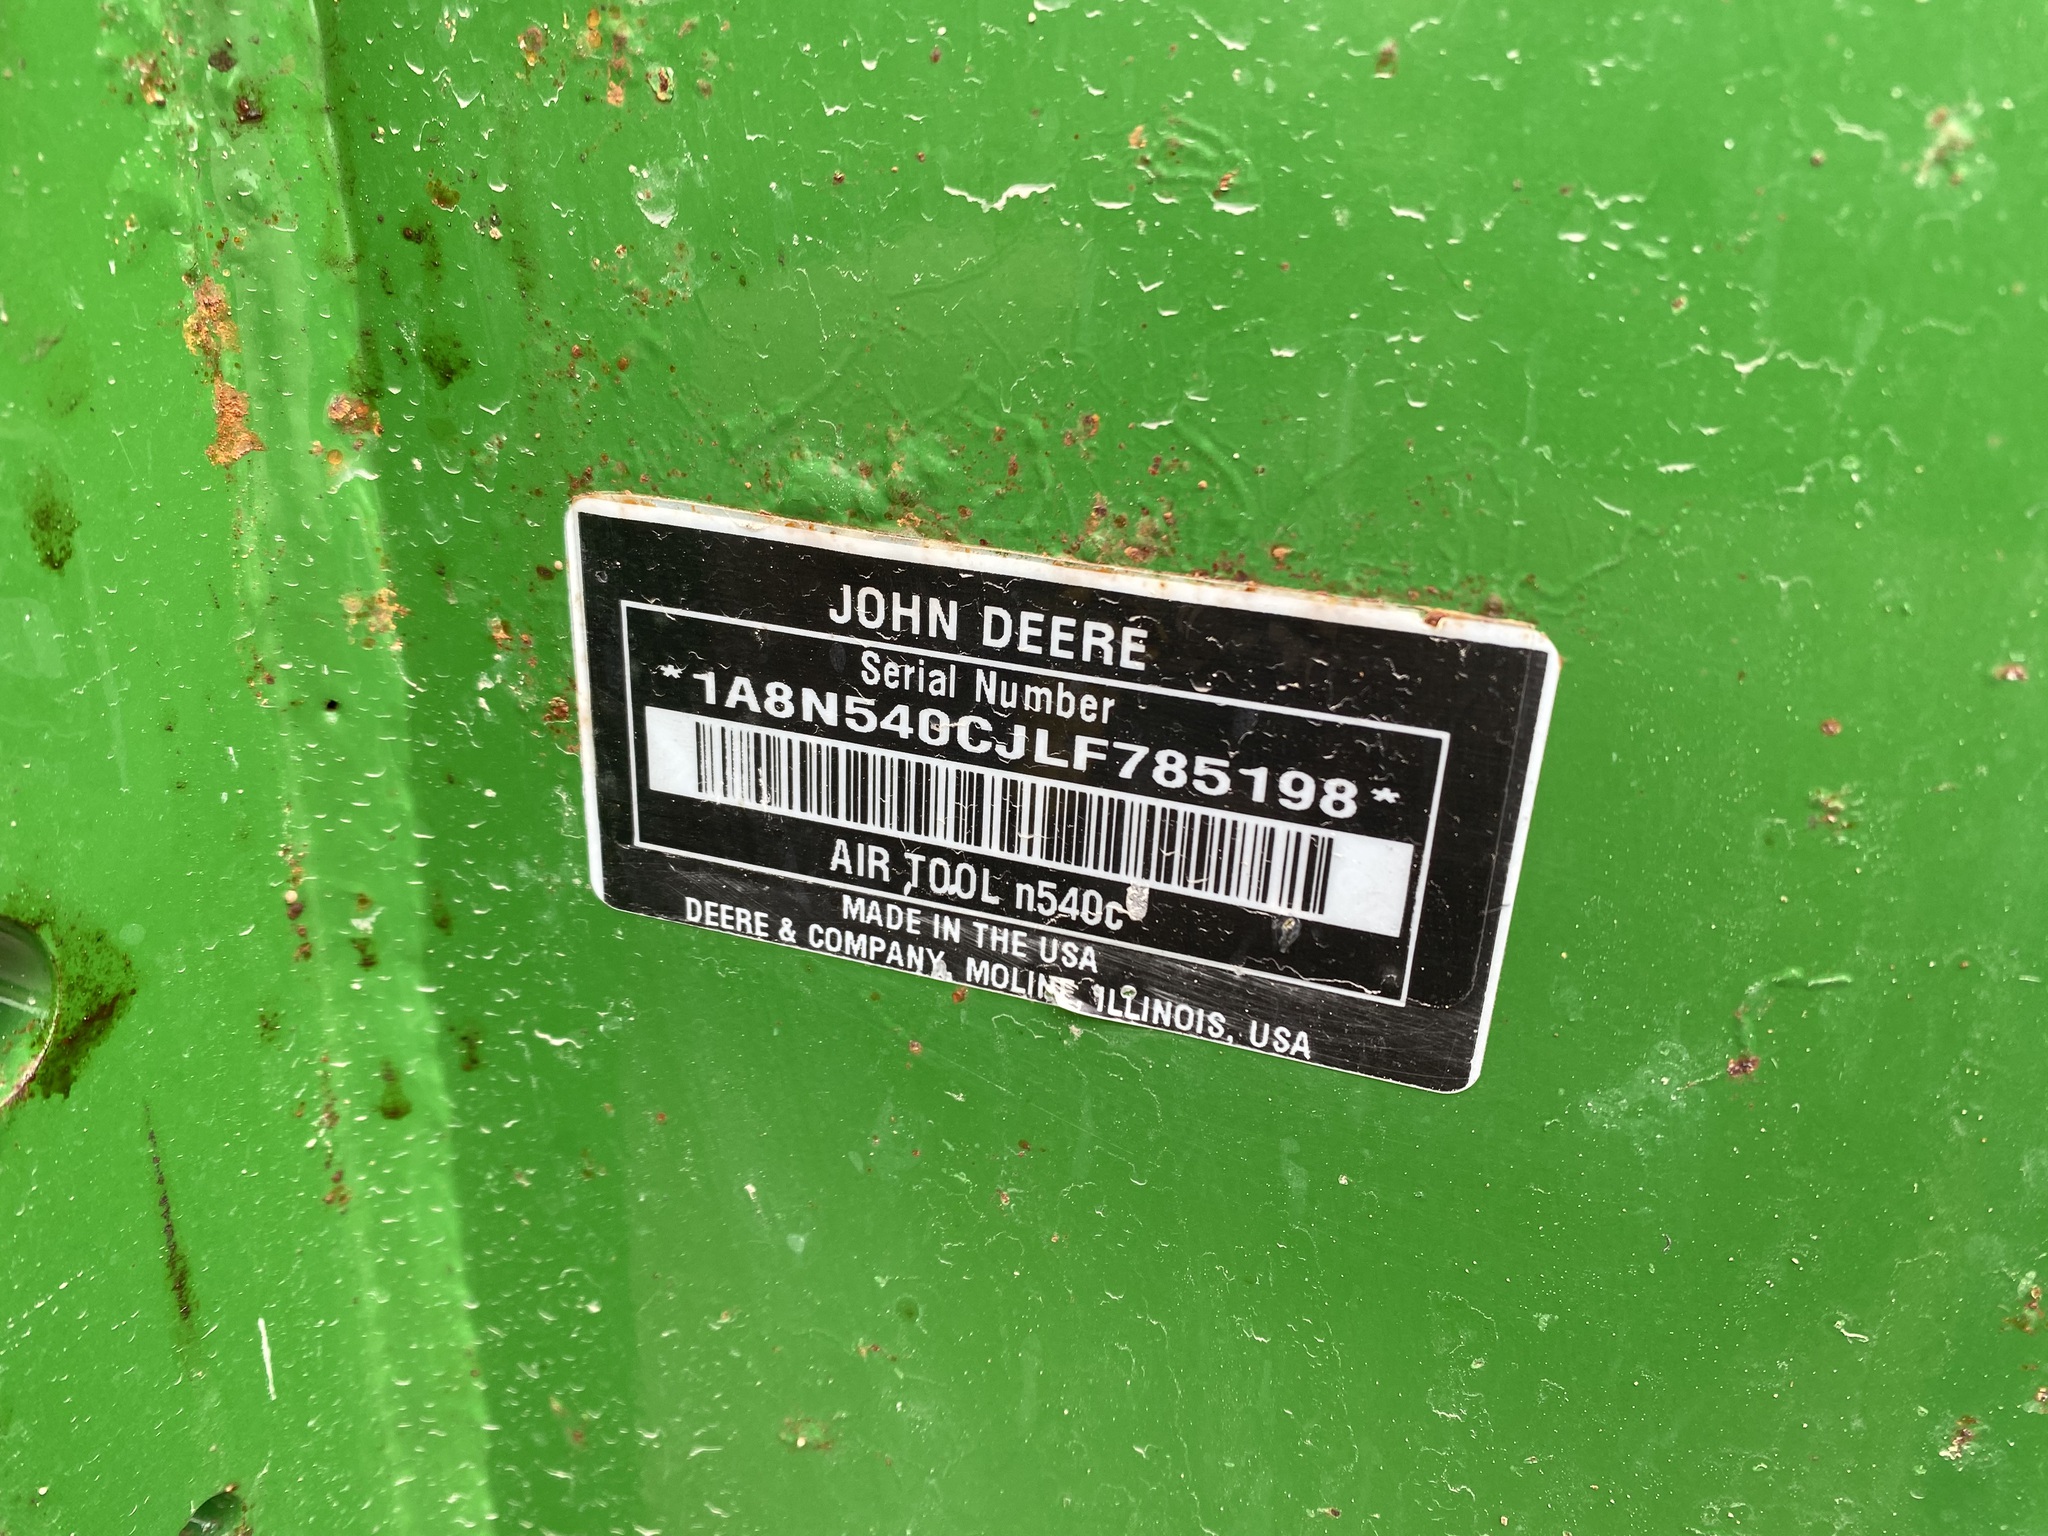 JOHN DEERE
Serial Number
*1A8N540CJLF785198*
AIR TOOL n540c
MADE IN THE USA
DEERE & COMPANY, MOLINE, ILLINOIS, USA